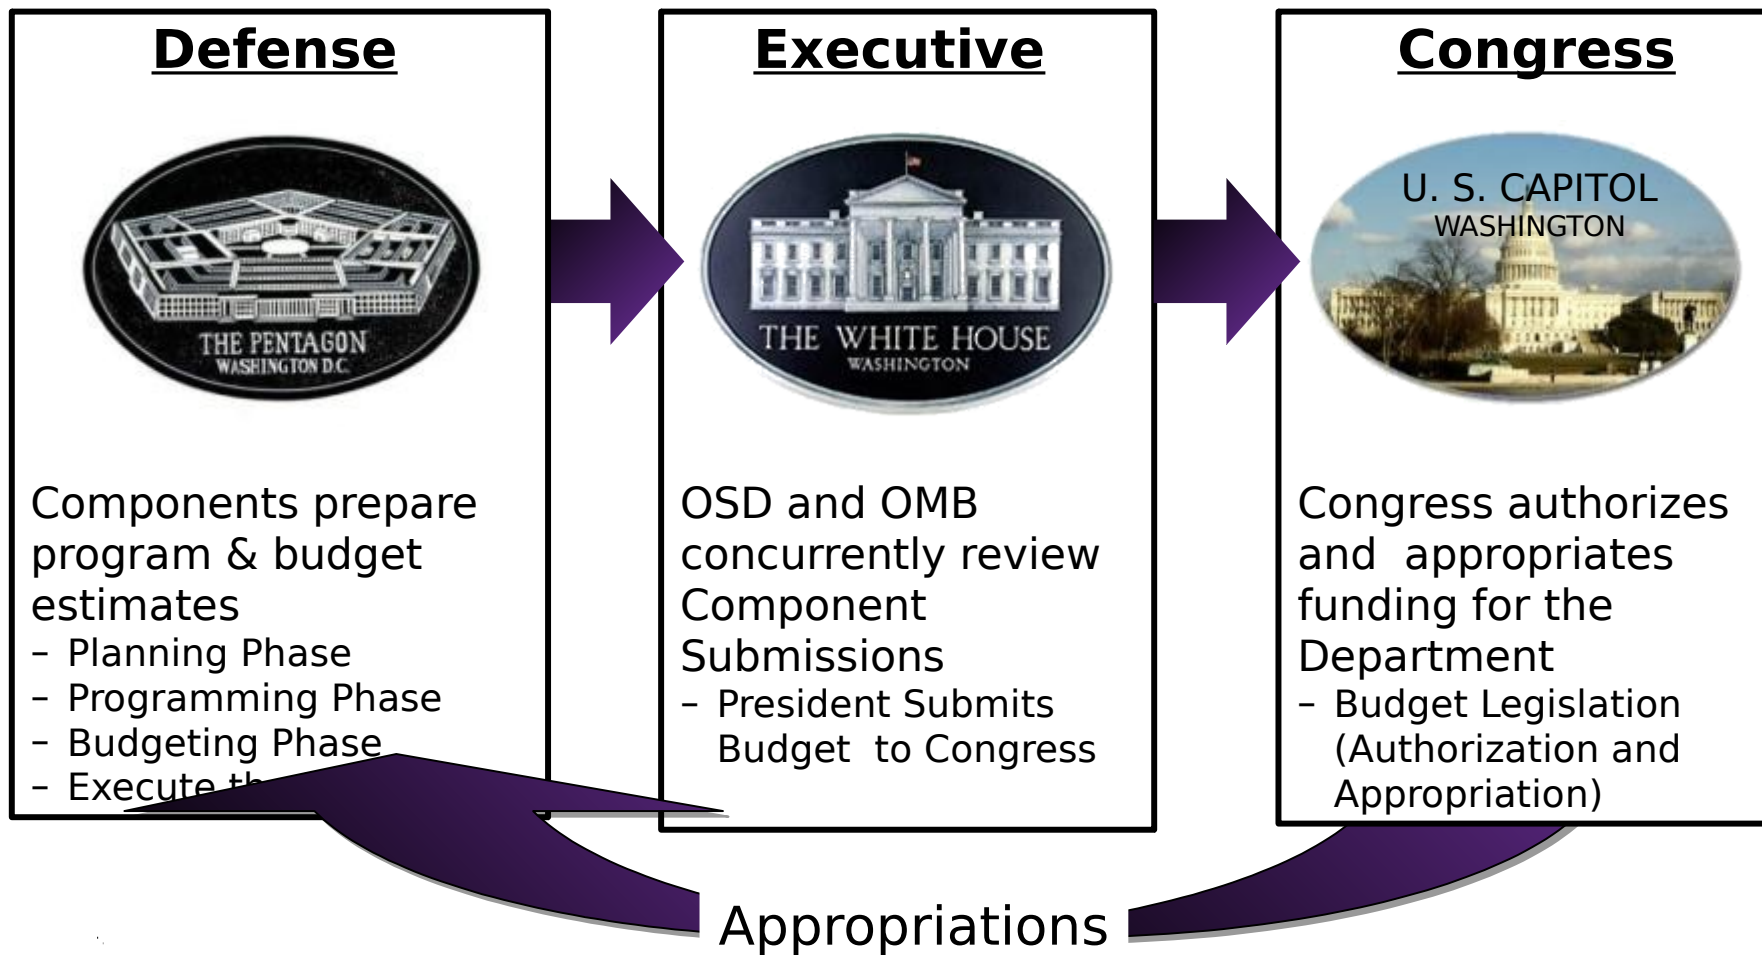 Defense
THE PENTAGON
WASHINGTON D.C.
Components prepare
program & budget
estimates
– Planning Phase
– Programming Phase
– Budgeting Phase
– Execute
Executive
THE WHITE HOUSE
WASHINGTON
OSD and OMB
concurrently review
Component
Submissions
– President Submits
Budget to Congress
Congress
U. S. CAPITOL
WASHINGTON
Congress authorizes
and appropriates
funding for the
Department
– Budget Legislation
(Authorization and
Appropriation)
Appropriations